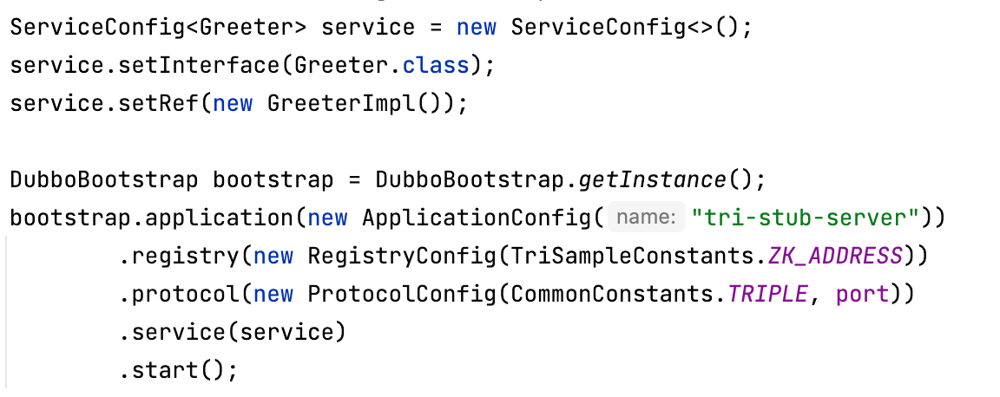 ServiceConfig<Greeter> service = new ServiceConfig<>();
service.setInterface(Greeter.class);
service.setRef(new GreeterImpl());
DubboBootstrap bootstrap = DubboBootstrap.getInstance();
bootstrap.application(new ApplicationConfig( name: "tri-stub-server"))
.registry(new RegistryConfig(TriSampleConstants.ZK_ADDRESS))
.protocol(new ProtocolConfig(CommonConstants.TRIPLE, port))
.service(service)
.start();